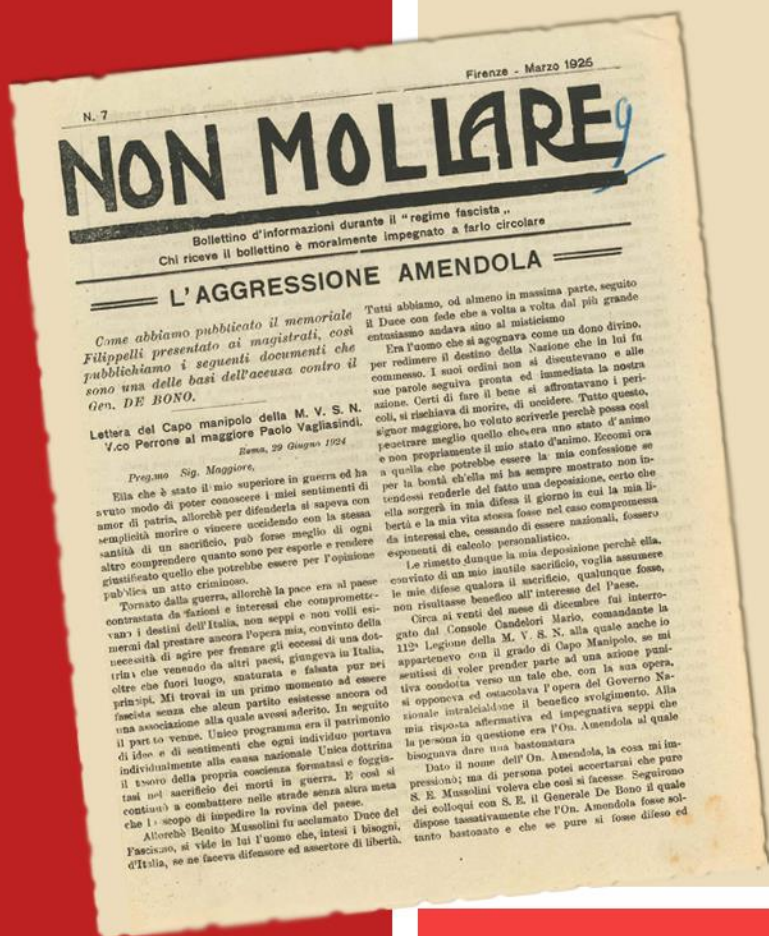 N. 7
Firenze - Marzo 1925
NON MOLLARE
9
Bollettino d'informazioni durante il "regime fascista„
Chi riceve il bollettino è moralmente impegnato a farlo circolare
L'AGGRESSIONE AMENDOLA
Come abbiamo pubblicato il memoriale
Filippelli presentato ai magistrati, così
pubblichiamo i seguenti documenti che
sono una delle basi dell'accusa contro il
Gen. DE BONO.
Lettera del Capo manipolo della M. V. S. N.
V.co Perrone al maggiore Paolo Vagliasindi.
Roma, 29 Giugno 1924
Preg.mo Sig. Maggiore,
Ella che è stato il mio superiore in guerra ed ha
avuto modo di poter conoscere i miei sentimenti di
amor di patria, allorchè per difenderla si sapeva con
semplicità morire o vincere uccidendo con la stessa
santità di un sacrificio, può forse meglio di ogni
altro comprendere quanto sono per esporle e rendere
giustificato quello che potrebbe essere per l'opinione
pubblica un atto criminoso.
Tornato dalla guerra, allorchè la pace era al paese
contrastata da fazioni e interessi che compromette-
vano i destini dell'Italia, non seppi e non volli esi-
mermi dal prestare ancora l'opera mia, convinto della
necessità di agire per frenare gli eccessi di una dot-
trina che venendo da altri paesi, giungeva in Italia,
oltre che fuori luogo, snaturata e falsata pur nei
principi. Mi trovai in un primo momento ad essere
fascista senza che alcun partito esistesse ancora od
una associazione alla quale avessi aderito. In seguito
il partito venne. Unico programma era il patrimonio
di idee e di sentimenti che ogni individuo portava
individualmente alla causa nazionale Unica dottrina
il tesoro della propria coscienza formatasi e foggia-
tasi nel sacrificio dei morti in guerra. E così si
continuò a combattere nelle strade senza altra meta
che lo scopo di impedire la rovina del paese.
Allorchè Benito Mussolini fu acclamato Duce del
Fascismo, si vide in lui l'uomo che, intesi i bisogni,
d'Italia, se ne faceva difensore ed assertore di libertà.
Tutti abbiamo, od almeno in massima parte, seguito
il Duce con fede che a volta a volta dal più grande
entusiasmo andava sino al misticismo
Era l'uomo che si agognava come un dono divino,
per redimere il destino della Nazione che in lui fu
commesso. I suoi ordini non si discutevano e alle
sue parole seguiva pronta ed immediata la nostra
azione. Certi di fare il bene si affrontavano i peri-
coli, si rischiava di morire, di uccidere. Tutto questo,
signor maggiore, ho voluto scriverle perchè possa così
penetrare meglio quello che era uno stato d'animo
e non propriamente il mio stato d'animo. Eccomi ora
a quella che potrebbe essere la mia confessione se
per la bontà ch'ella mi ha sempre mostrato non in-
tendessi renderle del fatto una deposizione, certo che
ella sorgerà in mia difesa il giorno in cui la mia li-
bertà e la mia vita stessa fosse nel caso compromessa
da interessi che, cessando di essere nazionali, fossero
esponenti di calcolo personalistico.
Le rimetto dunque la mia deposizione perchè ella,
convinto di un mio inutile sacrificio, voglia assumere
le mie difese qualora il sacrificio, qualunque fosse,
non risultasse benefico all'interesse del Paese.
Circa ai venti del mese di dicembre fui interro-
gato dal Console Candelori Mario, comandante la
112ª Legione della M. V. S. N. alla quale anche io
appartenevo con il grado di Capo Manipolo, se mi
sentissi di voler prender parte ad una azione puni-
tiva condotta verso un tale che, con la sua opera,
si opponeva ed ostacolava l'opera del Governo Na-
zionale intralciandone il benefico svolgimento. Alla
mia risposta affermativa ed impegnativa seppi che
la persona in questione era l'On. Amendola al quale
bisognava dare una bastonatura
Dato il nome dell'On. Amendola, la cosa mi im-
pressionò; ma di persona potei accertarmi che pure
S. E. Mussolini voleva che così si facesse. Seguirono
dei colloqui con S. E. il Generale De Bono il quale
dispose tassativamente che l'On. Amendola fosse sol-
tanto bastonato e che se pure si fosse difeso ed